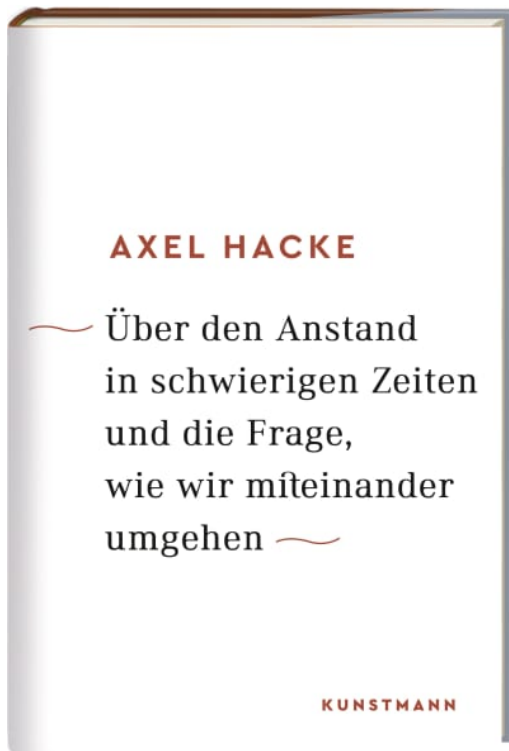 AXEL HACKE
Über den Anstand
in schwierigen Zeiten
und die Frage,
wie wir miteinander
umgehen
KUNSTMANN